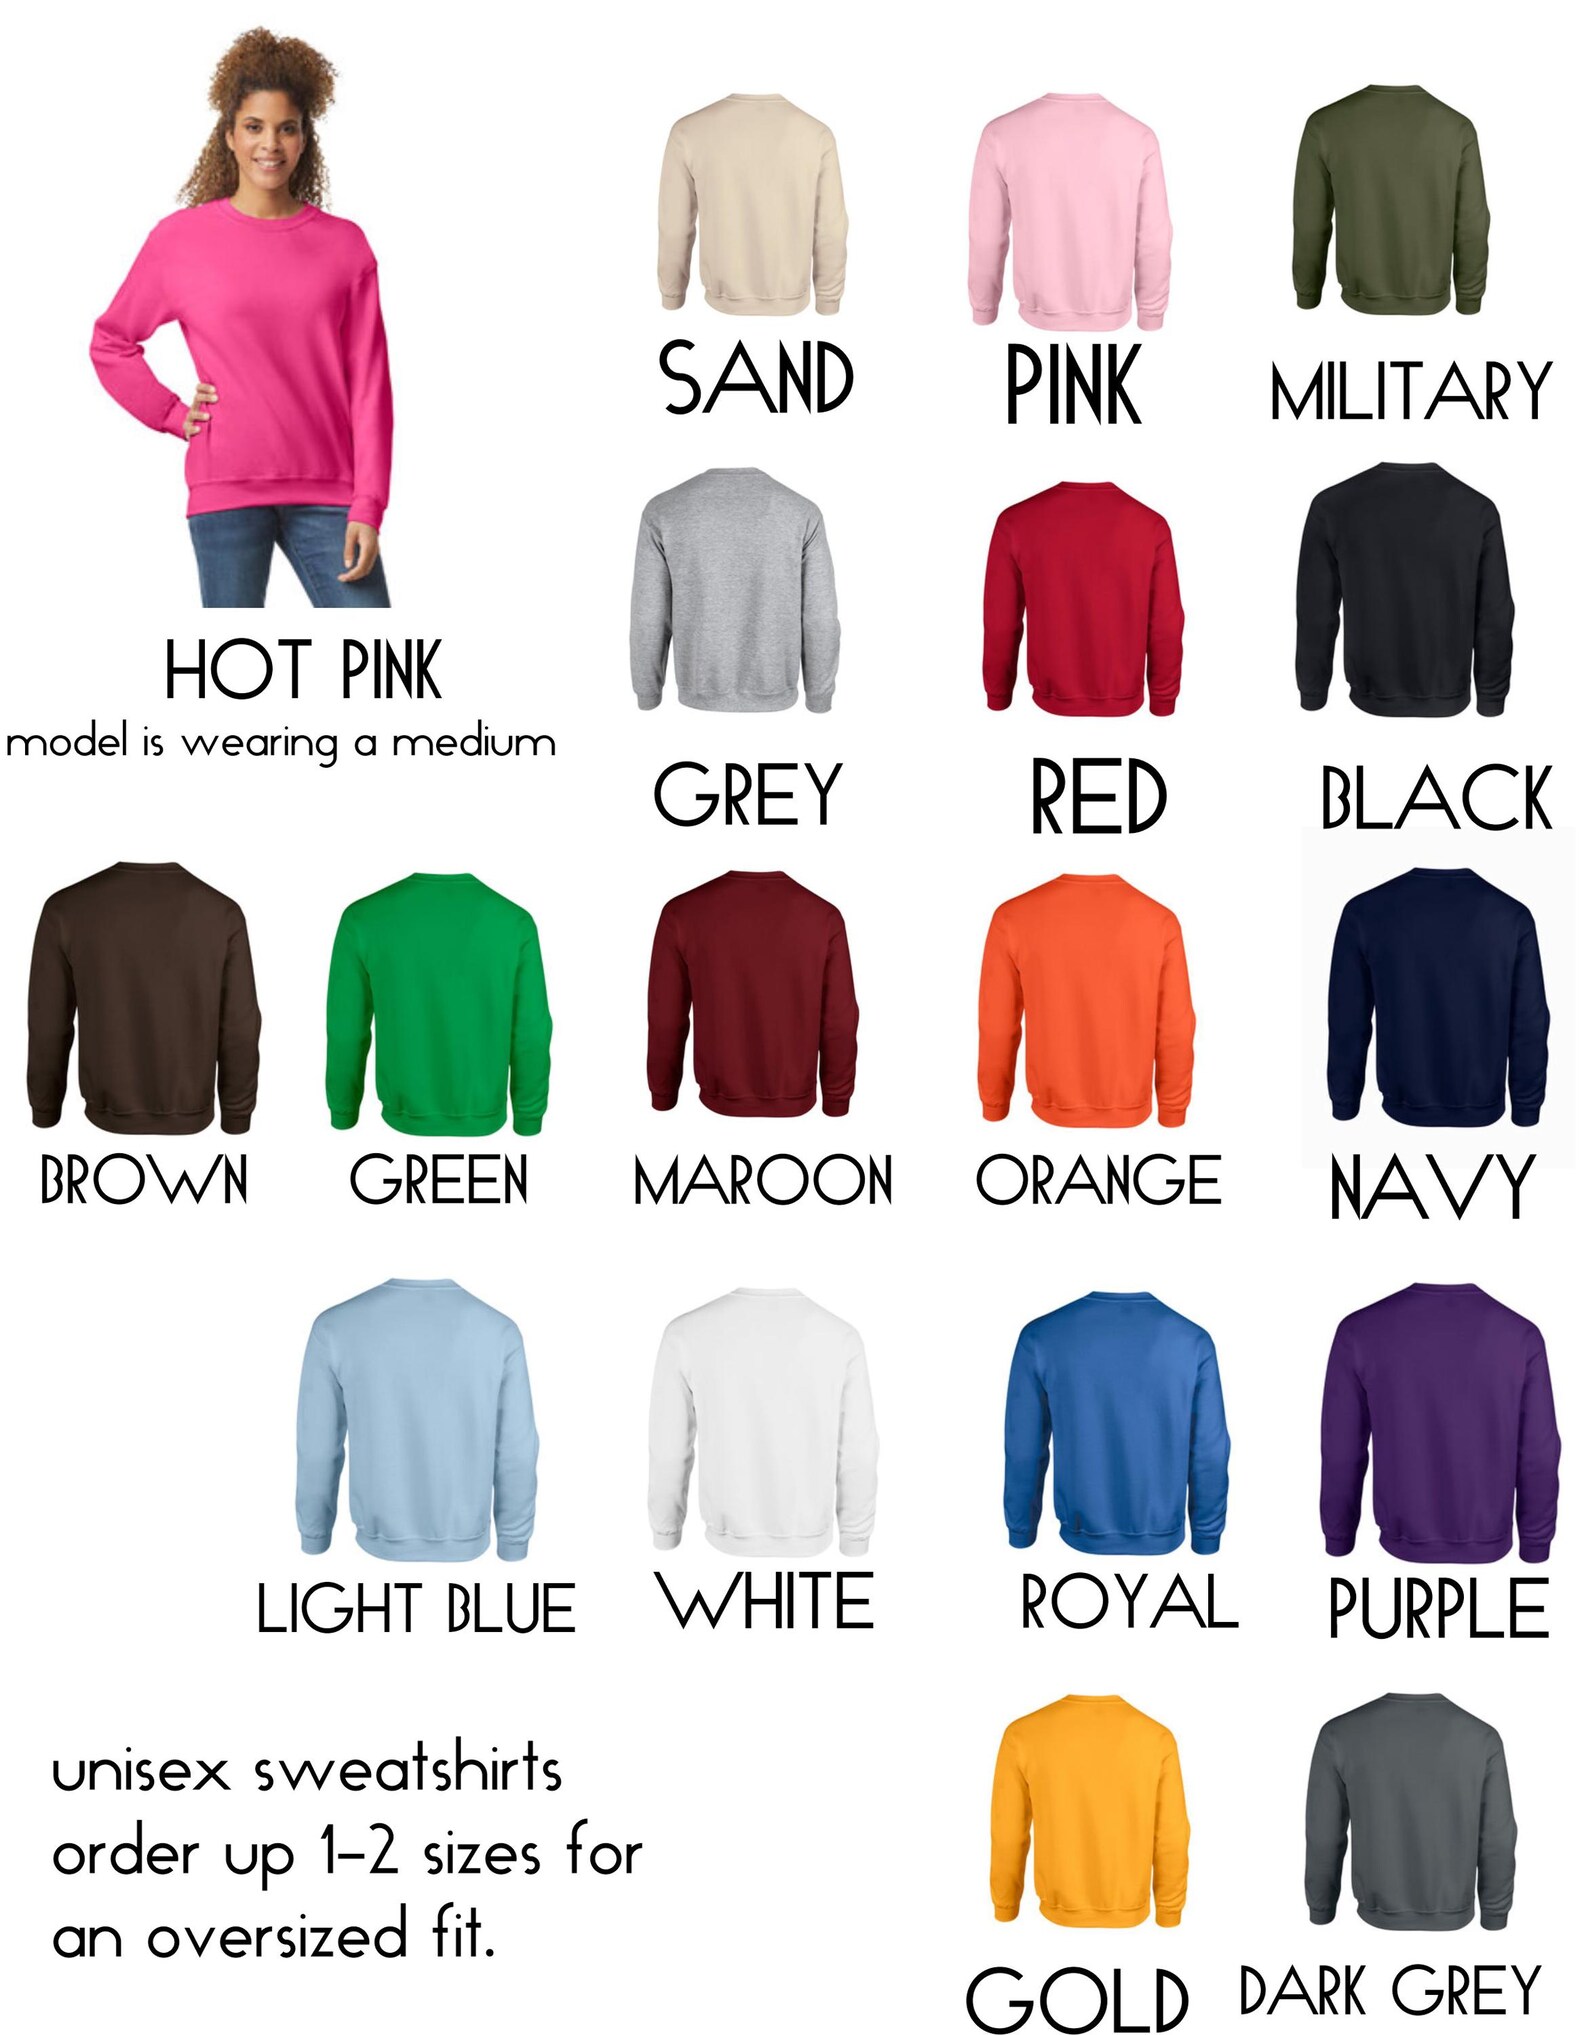 SAND
PINK
MILITARY
HOT PINK
model is wearing a medium
GREY
RED
BLACK
BROWN
GREEN
MAROON
ORANGE
NAVY
LIGHT BLUE
WHITE
ROYAL
PURPLE
unisex sweatshirts
order up 1-2 sizes for
an oversized fit.
GOLD
DARK GREY